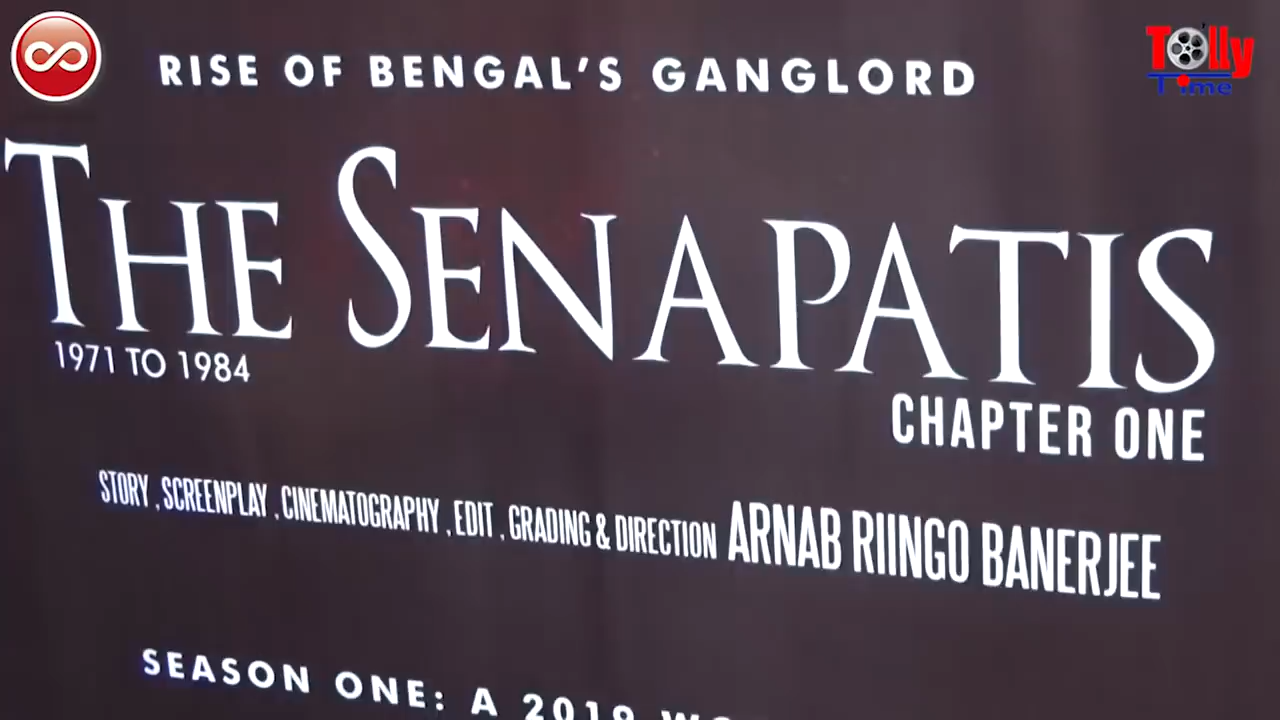 Tolly
Time
RISE OF BENGAL'S GANGLORD
THE SENAPATIS
1971 TO 1984
CHAPTER ONE
STORY , SCREENPLAY , CINEMATOGRAPHY , EDIT , GRADING & DIRECTION ARNAB RIINGO BANERJEE
SEASON ONE: A 2019